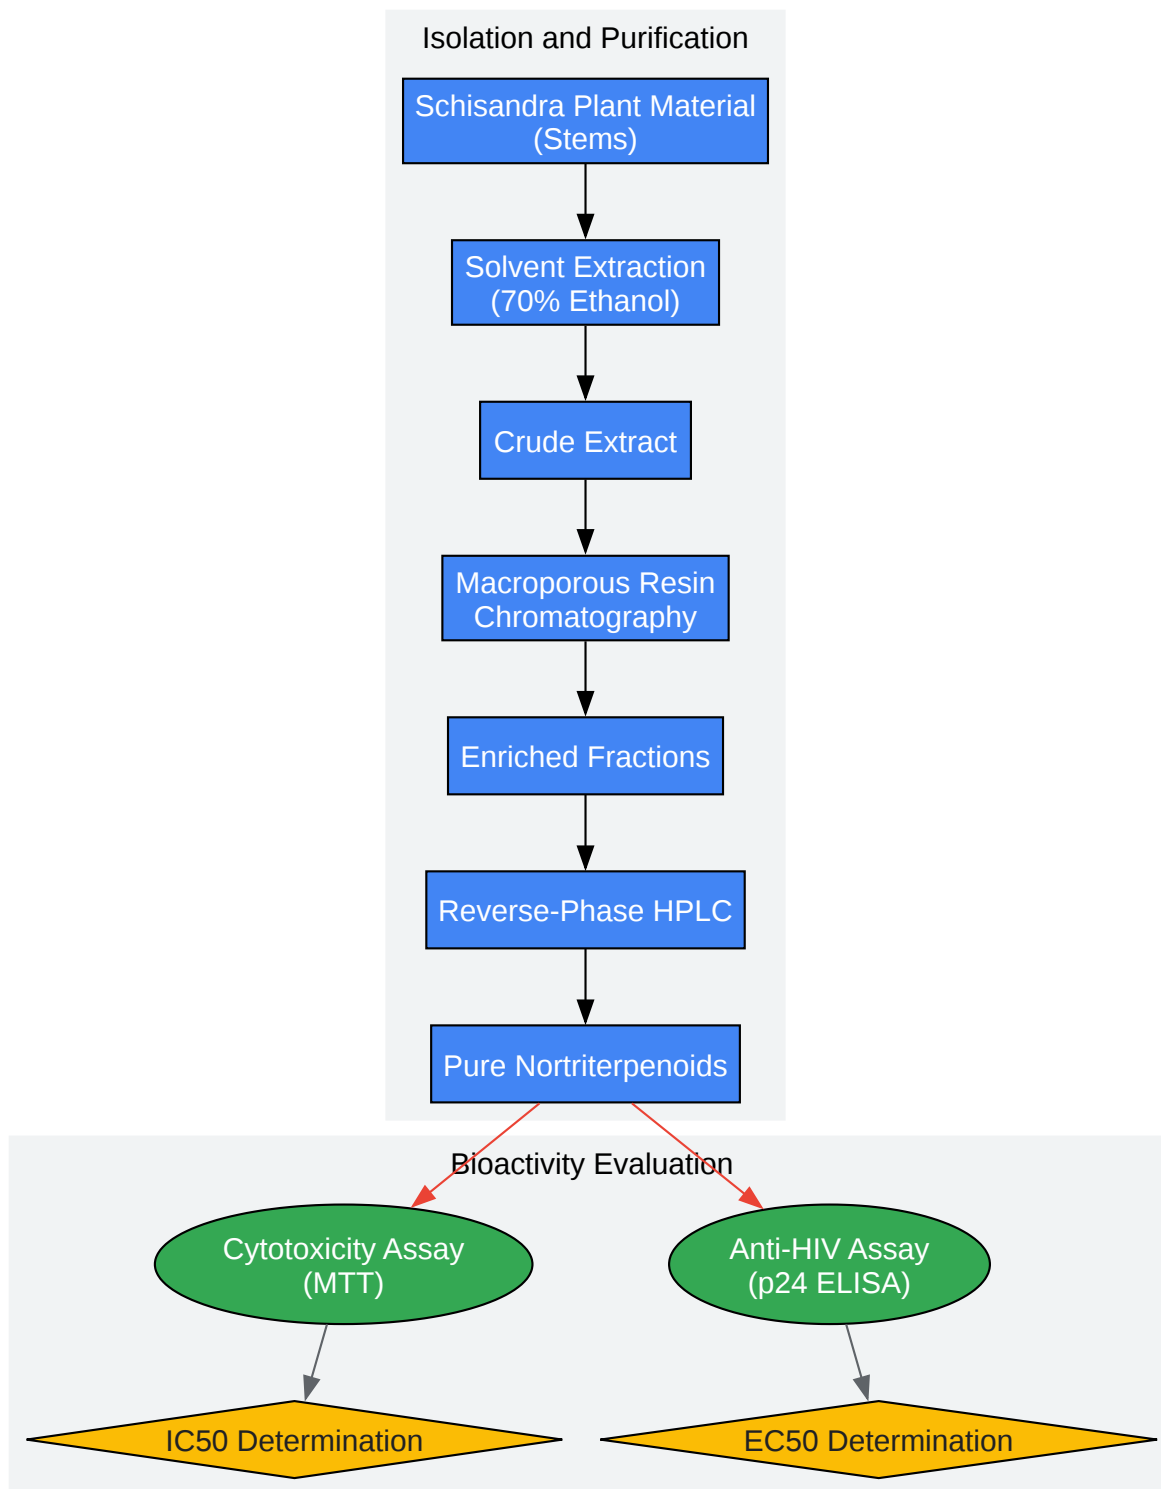 Isolation and Purification
Schisandra Plant Material
(Stems)
Solvent Extraction
(70% Ethanol)
Crude Extract
Macroporous Resin
Chromatography
Enriched Fractions
Reverse-Phase HPLC
Pure Nortriterpenoids
Bioactivity Evaluation
Cytotoxicity Assay
(MTT)
Anti-HIV Assay
(p24 ELISA)
IC50 Determination
EC50 Determination